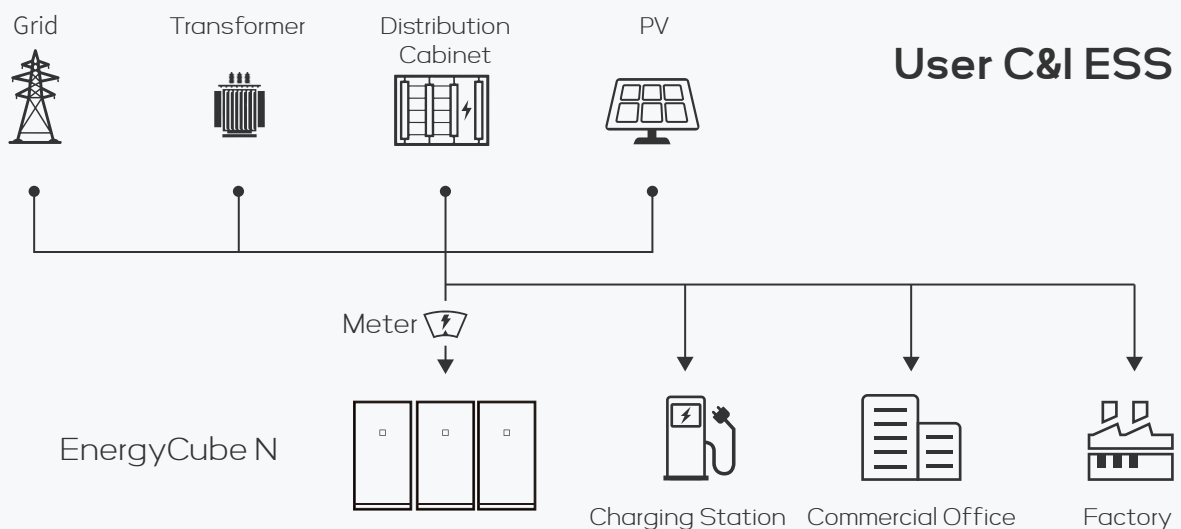 Grid
Transformer
Distribution
Cabinet
PV
User C&I ESS
Meter
EnergyCube N
Charging Station
Commercial Office
Factory